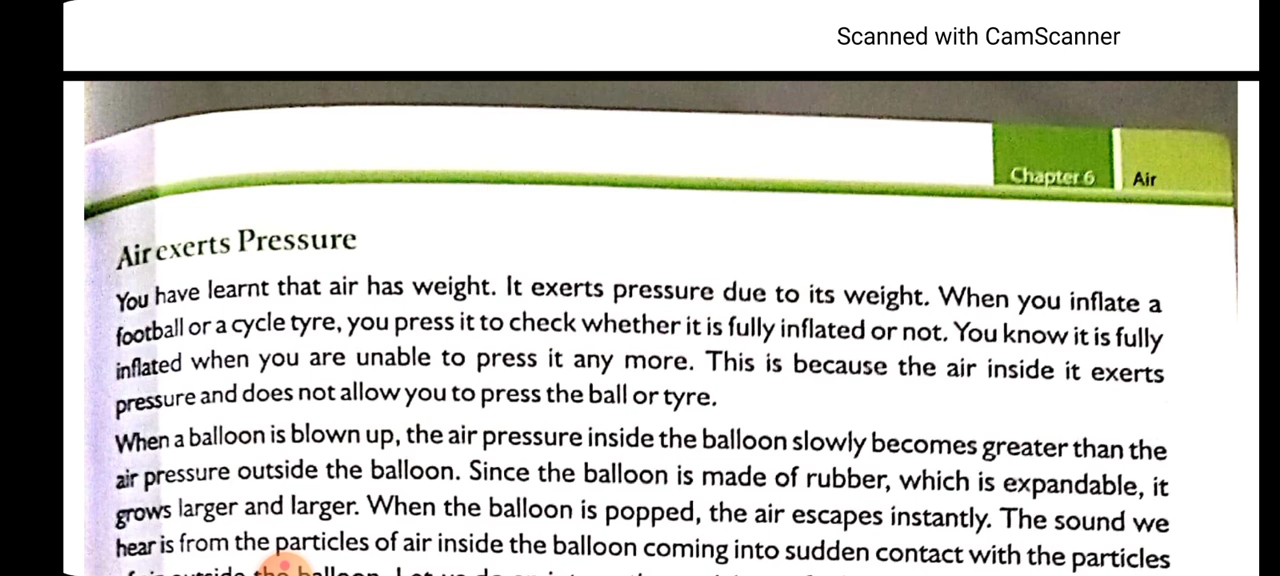 Scanned with CamScanner
Chapter 6 Air
Air exerts Pressure
You have learnt that air has weight. It exerts pressure due to its weight. When you inflate a
football or a cycle tyre, you press it to check whether it is fully inflated or not. You know it is fully
inflated when you are unable to press it any more. This is because the air inside it exerts
pressure and does not allow you to press the ball or tyre.
When a balloon is blown up, the air pressure inside the balloon slowly becomes greater than the
air pressure outside the balloon. Since the balloon is made of rubber, which is expandable, it
grows larger and larger. When the balloon is popped, the air escapes instantly. The sound we
hear is from the particles of air inside the balloon coming into sudden contact with the particles